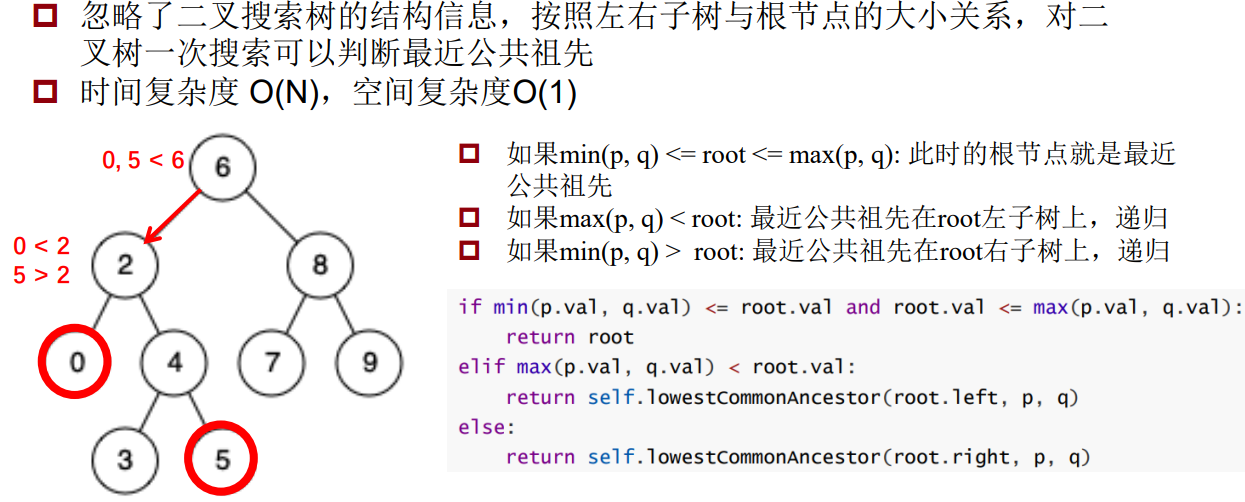 忽略了二叉搜索树的结构信息，按照左右子树与根节点的大小关系，对二
叉树一次搜索可以判断最近公共祖先
时间复杂度 O(N)，空间复杂度O(1)
0, 5 < 6
6
0 < 2
5 > 2
2
8
0
4
7
9
3
5
如果min(p, q) <= root <= max(p, q): 此时的根节点就是最近
公共祖先
如果max(p, q) < root: 最近公共祖先在root左子树上，递归
如果min(p, q) > root: 最近公共祖先在root右子树上，递归
if min(p.val, q.val) <= root.val and root.val <= max(p.val, q.val):
    return root
elif max(p.val, q.val) < root.val:
    return self.lowestCommonAncestor(root.left, p, q)
else:
    return self.lowestCommonAncestor(root.right, p, q)